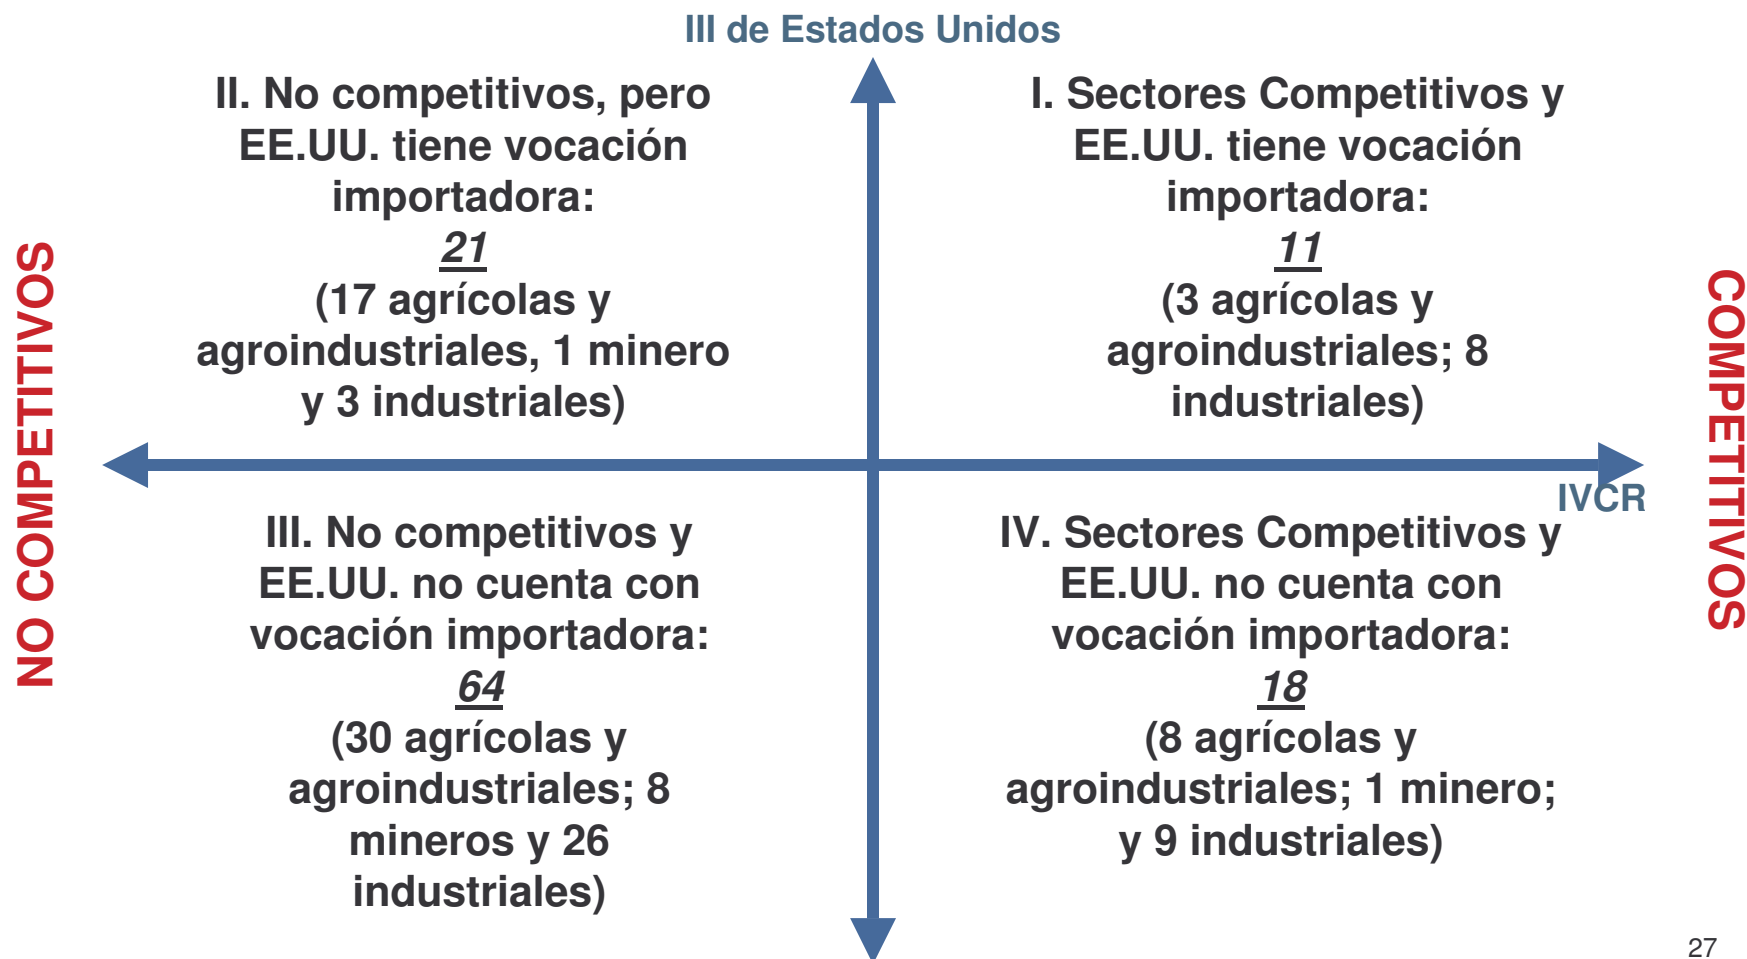 III de Estados Unidos
II. No competitivos, pero
EE.UU. tiene vocación
importadora:
21
(17 agrícolas y
agroindustriales, 1 minero
y 3 industriales)
I. Sectores Competitivos y
EE.UU. tiene vocación
importadora:
11
(3 agrícolas y
agroindustriales; 8
industriales)
NO COMPETITIVOS
COMPETITIVOS
IVCR
III. No competitivos y
EE.UU. no cuenta con
vocación importadora:
64
(30 agrícolas y
agroindustriales; 8
mineros y 26
industriales)
IV. Sectores Competitivos y
EE.UU. no cuenta con
vocación importadora:
18
(8 agrícolas y
agroindustriales; 1 minero;
y 9 industriales)
27